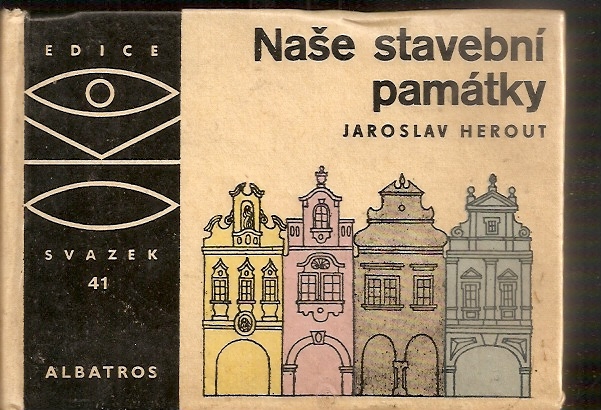 EDICE
SVAZEK
41
ALBATROS
Naše stavební
památky
JAROSLAV HEROUT